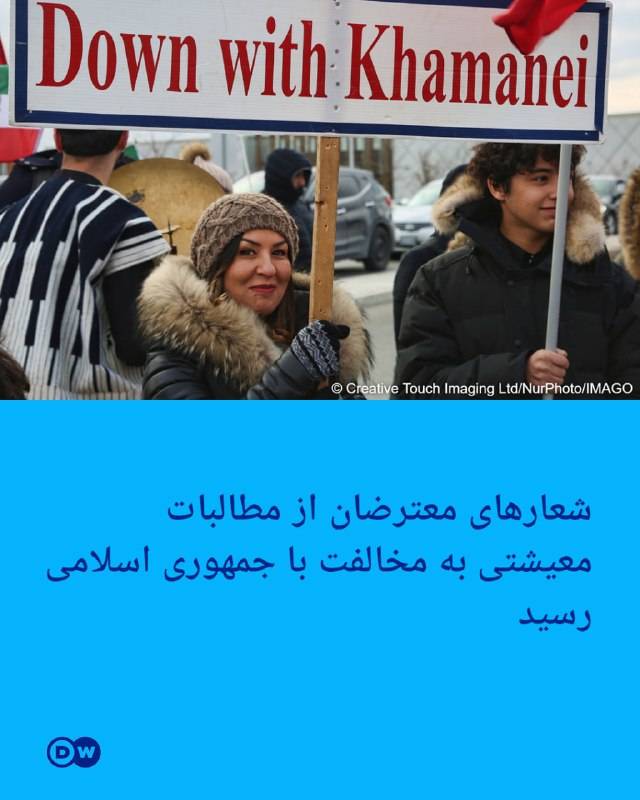 Down with Khamanei
© Creative Touch Imaging Ltd/NurPhoto/IMAGO
شعارهای معترضان از مطالبات
معیشتی به مخالفت با جمهوری اسلامی
رسید
DW